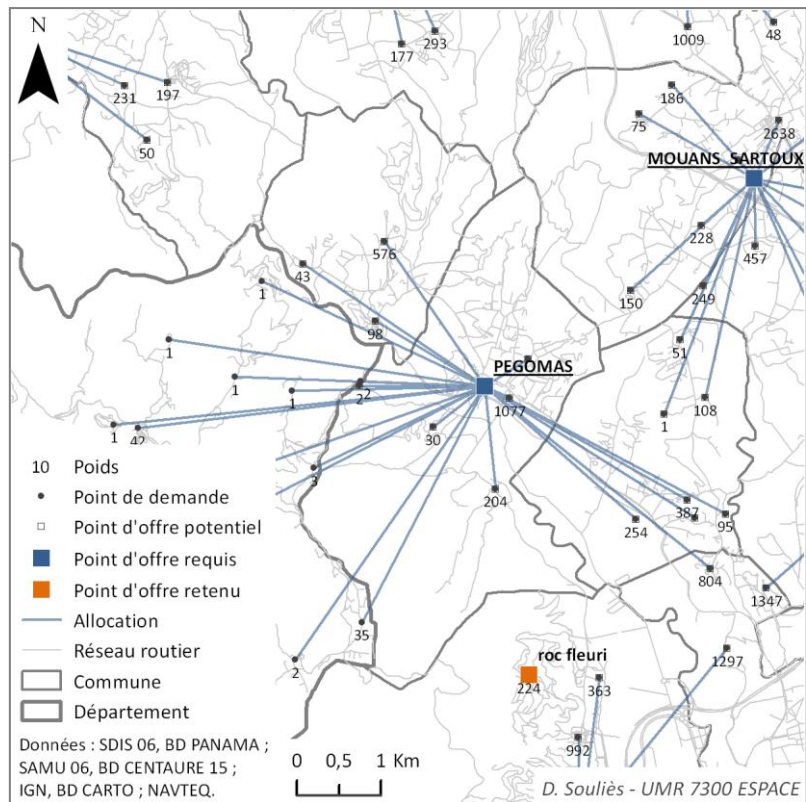 N
177
293
1009
48
231
197
186
75
2638
50
MOUANS SARTOUX
576
228
457
43
1
150
249
98
1
51
PEGOMAS
1
1
2
2
1077
1
108
1
42
30
10 Poids
3
204
387
95
Point de demande
254
Point d'offre potentiel
Point d'offre requis
804
Point d'offre retenu
1347
Allocation
35
Réseau routier
roc fleuri
1297
2
Commune
224
363
Département
992
Données : SDIS 06, BD PANAMA ;
SAMU 06, BD CENTAURE 15 ;
IGN, BD CARTO ; NAVTEQ.
0 0,5 1 Km
D. Souliès - UMR 7300 ESPACE